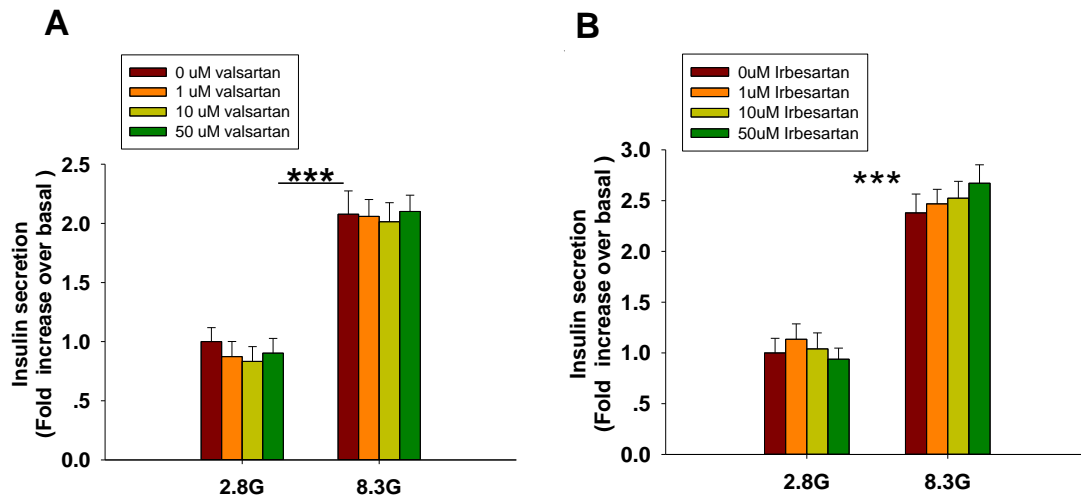 A
0 uM valsartan
1 uM valsartan
10 uM valsartan
50 uM valsartan
Insulin secretion
(Fold increase over basal )
2.5
2.0
1.5
1.0
.5
0.0
***
2.8G
8.3G
B
0uM Irbesartan
1uM Irbesartan
10uM Irbesartan
50uM Irbesartan
Insulin secretion
(Fold increase over basal )
3.0
2.5
2.0
1.5
1.0
.5
0.0
***
2.8G
8.3G